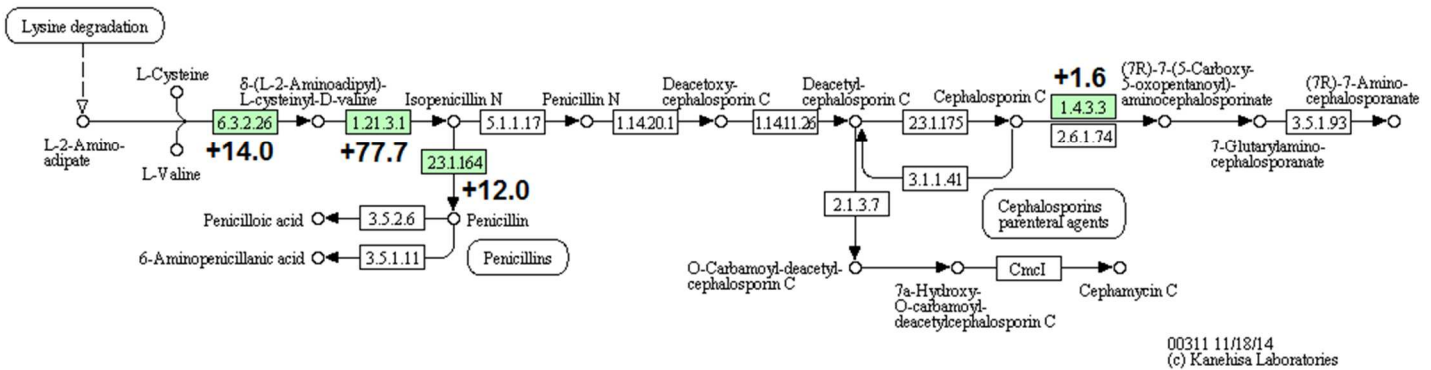 Lysine degradation
L-Cysteine
δ-(L-2-Aminoadipyl)-
L-cysteinyl-D-valine
Isopenicillin N
Penicillin N
Deacetoxy-
cephalosporin C
Deacetyl-
cephalosporin C
Cephalosporin C
+1.6
(7R)-7-(5-Carboxy-
5-oxopentanoyl)-
aminocephalosporinate
(7R)-7-Amino-
cephalosporanate
6.3.2.26
1.21.3.1
5.1.1.17
1.14.20.1
1.14.11.26
2.3.1.175
1.4.3.3
2.6.1.74
3.5.1.93
L-2-Amino-
adipate
L-Valine
+14.0
+77.7
2.3.1.164
+12.0
3.1.1.41
7-Glutarylamino-
cephalosporanate
2.1.3.7
Cephalosporins
parenteral agents
Penicilloic acid
3.5.2.6
Penicillin
6-Aminopenicillanic acid
3.5.1.11
Penicillins
O-Carbamoyl-deacetyl-
cephalosporin C
7a-Hydroxy-
O-carbamoyl-
deacetylcephalosporin C
CmcI
Cephamycin C
00311 11/18/14
(c) Kanehisa Laboratories